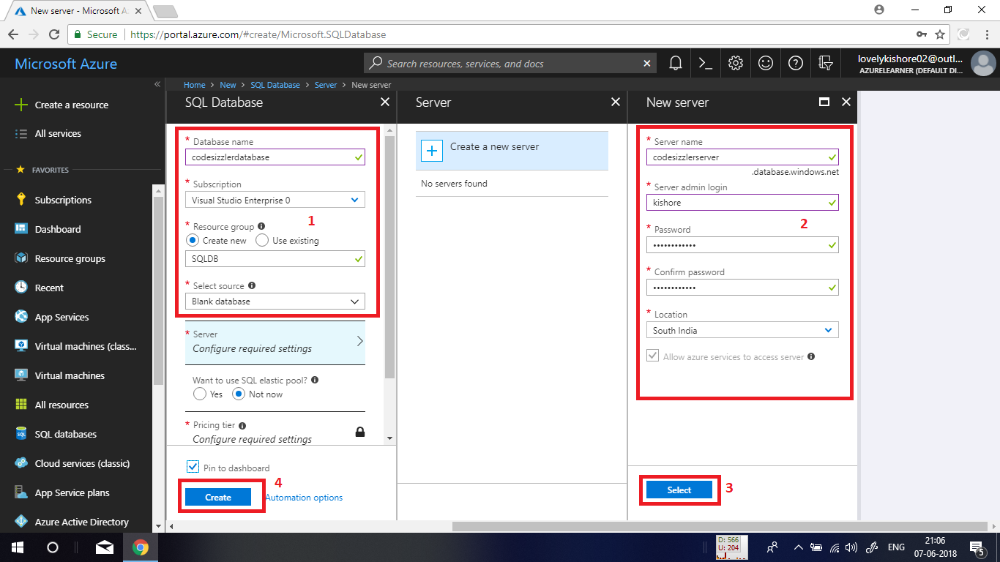 New server - Microsoft A
Secure
https://portal.azure.com/#create/Microsoft.SQLDatabase
Microsoft Azure
Search resources, services, and docs
lovelykishore02@outl...
AZURELEARNER (DEFAULT DI...
Home > New > SQL Database > Server > New server
Create a resource
All services
FAVORITES
Subscriptions
Dashboard
Resource groups
Recent
App Services
Virtual machines (class...
Virtual machines
All resources
SQL databases
Cloud services (classic)
App Service plans
Azure Active Directory
SQL Database
* Database name
codesizzlerdatabase
* Subscription
Visual Studio Enterprise 0
1
* Resource group
Create new
Use existing
SQLDB
* Select source
Blank database
* Server
Configure required settings
Want to use SQL elastic pool?
Yes
Not now
* Pricing tier
Configure required settings
Pin to dashboard
4
Create
Automation options
Server
Create a new server
No servers found
New server
* Server name
codesizzlerserver
.database.windows.net
* Server admin login
kishore
2
* Password
••••••••••••
* Confirm password
••••••••••••
* Location
South India
Allow azure services to access server
Select
3
D: 566
U: 204
ENG
21:06
07-06-2018
5